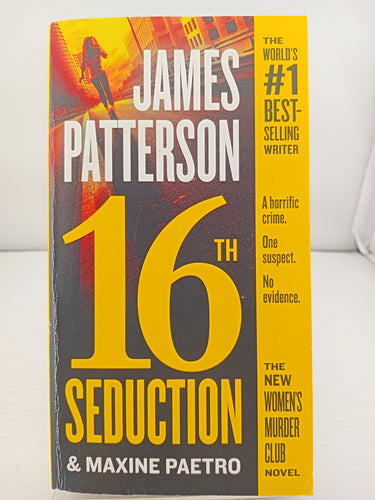 JAMES
PATTERSON
16TH
SEDUCTION
& MAXINE PAETRO
THE
WORLD'S
#1
BEST-
SELLING
WRITER
A horrific
crime.
One
suspect.
No
evidence.
THE
NEW
WOMEN'S
MURDER
CLUB
NOVEL